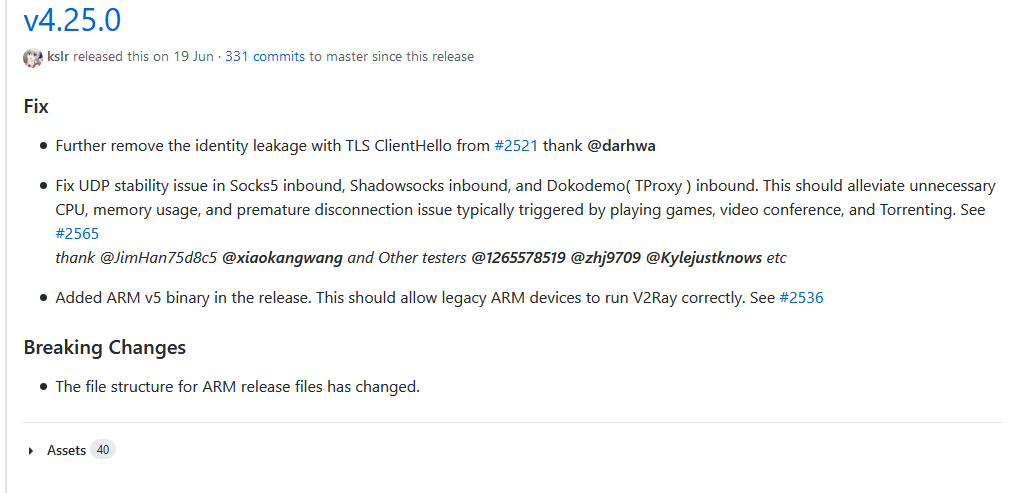 v4.25.0
kslr released this on 19 Jun · 331 commits to master since this release
Fix
• Further remove the identity leakage with TLS ClientHello from #2521 thank @darhwa
• Fix UDP stability issue in Socks5 inbound, Shadowsocks inbound, and Dokodemo( TProxy ) inbound. This should alleviate unnecessary
CPU, memory usage, and premature disconnection issue typically triggered by playing games, video conference, and Torrenting. See
#2565
thank @JimHan75d8c5 @xiaokangwang and Other testers @1265578519 @zhj9709 @Kylejustknows etc
• Added ARM v5 binary in the release. This should allow legacy ARM devices to run V2Ray correctly. See #2536
Breaking Changes
• The file structure for ARM release files has changed.
Assets 40